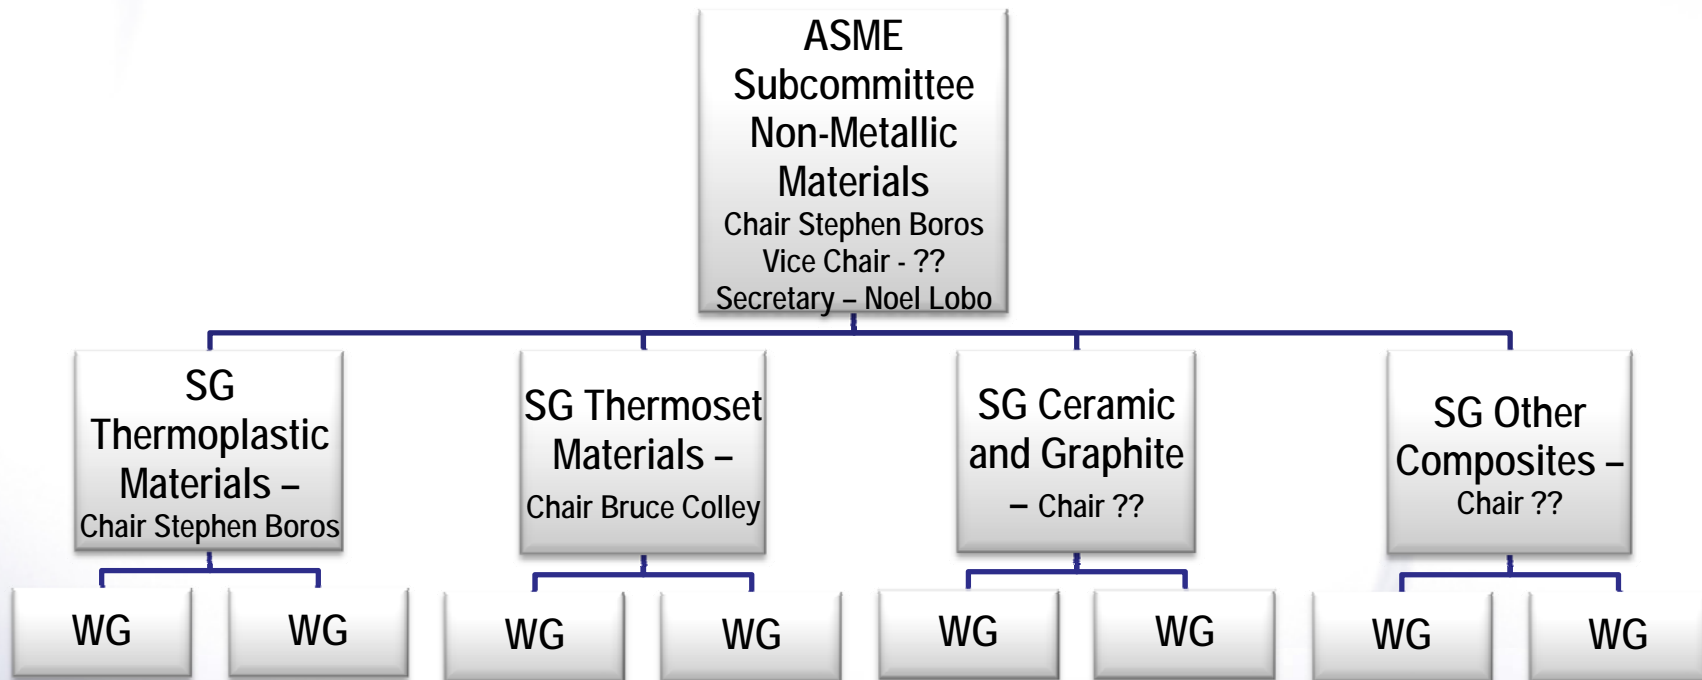 ASME
Subcommittee
Non-Metallic
Materials
Chair Stephen Boros
Vice Chair - ??
Secretary – Noel Lobo
SG
Thermoplastic
Materials –
Chair Stephen Boros
SG Thermoset
Materials –
Chair Bruce Colley
SG Ceramic
and Graphite
– Chair ??
SG Other
Composites –
Chair ??
WG
WG
WG
WG
WG
WG
WG
WG